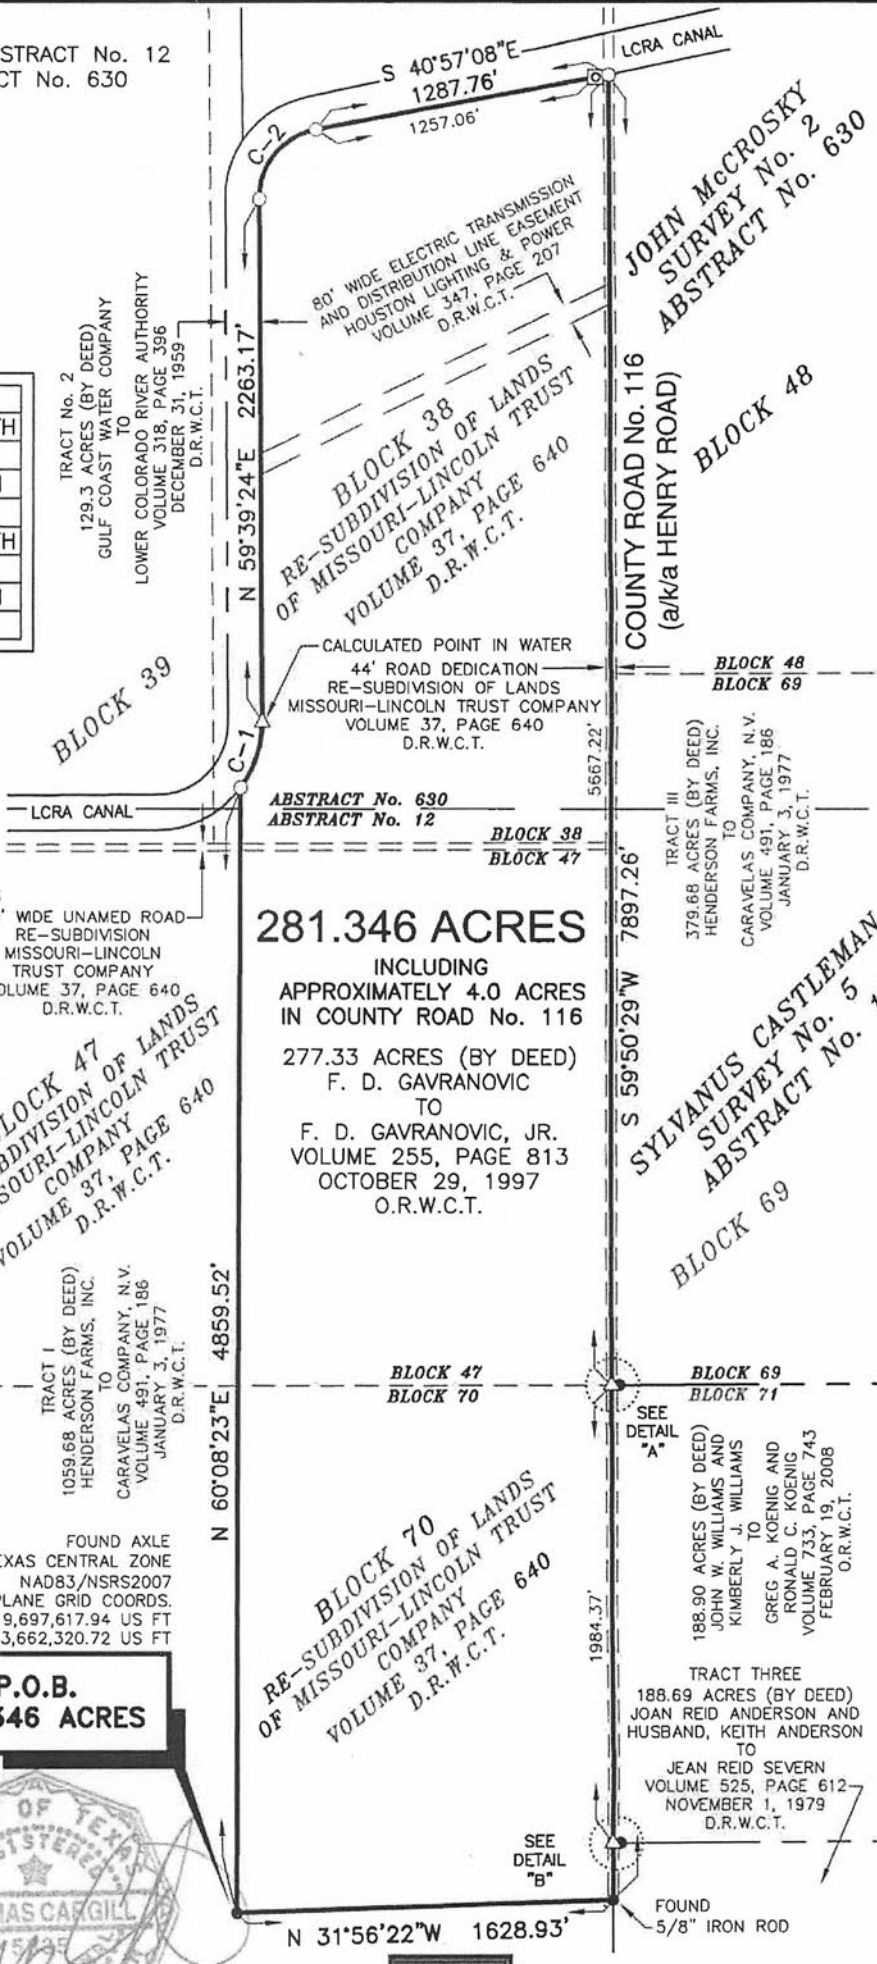 STRACT No. 12
CT No. 630
S 40°57'08"E
1287.76'
1257.06'
LCRA CANAL
C-2
JOHN McCROSKY
SURVEY No. 2
ABSTRACT No. 630
80' WIDE ELECTRIC TRANSMISSION
AND DISTRIBUTION LINE EASEMENT
HOUSTON LIGHTING & POWER
VOLUME 347, PAGE 207
D.R.W.C.T.
TRACT No. 2
129.3 ACRES (BY DEED)
GULF COAST WATER COMPANY
TO
LOWER COLORADO RIVER AUTHORITY
VOLUME 318, PAGE 396
DECEMBER 31, 1959
D.R.W.C.T.
N 59°39'24"E 2263.17'
BLOCK 38
RE-SUBDIVISION OF LANDS
OF MISSOURI-LINCOLN TRUST
COMPANY
VOLUME 37, PAGE 640
D.R.W.C.T.
COUNTY ROAD No. 116
(a/k/a HENRY ROAD)
BLOCK 48
TH
TH
BLOCK 39
CALCULATED POINT IN WATER
44' ROAD DEDICATION
RE-SUBDIVISION OF LANDS
MISSOURI-LINCOLN TRUST COMPANY
VOLUME 37, PAGE 640
D.R.W.C.T.
BLOCK 48
BLOCK 69
5667.22'
C-1
LCRA CANAL
ABSTRACT No. 630
ABSTRACT No. 12
BLOCK 38
BLOCK 47
TRACT III
379.68 ACRES (BY DEED)
HENDERSON FARMS, INC.
TO
CARAVELAS COMPANY, N.V.
VOLUME 491, PAGE 186
JANUARY 3, 1977
D.R.W.C.T.
' WIDE UNAMED ROAD
RE-SUBDIVISION
MISSOURI-LINCOLN
TRUST COMPANY
OLUME 37, PAGE 640
D.R.W.C.T.
281.346 ACRES
INCLUDING
APPROXIMATELY 4.0 ACRES
IN COUNTY ROAD No. 116
277.33 ACRES (BY DEED)
F. D. GAVRANOVIC
TO
F. D. GAVRANOVIC, JR.
VOLUME 255, PAGE 813
OCTOBER 29, 1997
O.R.W.C.T.
S 59°50'29"W 7897.26'
SYLVANUS CASTLEMAN
SURVEY No. 5
ABSTRACT No. 1
BLOCK 69
LOCK 47
BDIVISION OF LANDS
SOURI-LINCOLN TRUST
COMPANY
VOLUME 37, PAGE 640
D.R.W.C.T.
TRACT I
1059.68 ACRES (BY DEED)
HENDERSON FARMS, INC.
TO
CARAVELAS COMPANY, N.V.
VOLUME 491, PAGE 186
JANUARY 3, 1977
D.R.W.C.T.
N 60°08'23"E 4859.52'
BLOCK 47
BLOCK 70
BLOCK 69
BLOCK 71
SEE
DETAIL
"A"
188.90 ACRES (BY DEED)
JOHN W. WILLIAMS AND
KIMBERLY J. WILLIAMS
TO
GREG A. KOENIG AND
RONALD C. KOENIG
VOLUME 733, PAGE 743
FEBRUARY 19, 2008
O.R.W.C.T.
BLOCK 70
RE-SUBDIVISION OF LANDS
OF MISSOURI-LINCOLN TRUST
COMPANY
VOLUME 37, PAGE 640
D.R.W.C.T.
1984.37'
FOUND AXLE
EXAS CENTRAL ZONE
NAD83/NSRS2007
PLANE GRID COORDS.
9,697,617.94 US FT
3,662,320.72 US FT
P.O.B.
346 ACRES
TRACT THREE
188.69 ACRES (BY DEED)
JOAN REID ANDERSON AND
HUSBAND, KEITH ANDERSON
TO
JEAN REID SEVERN
VOLUME 525, PAGE 612
NOVEMBER 1, 1979
D.R.W.C.T.
OF TEXAS
GISTERED
MAS CARGILL
SEE
DETAIL
"B"
FOUND
5/8" IRON ROD
N 31°56'22"W 1628.93'